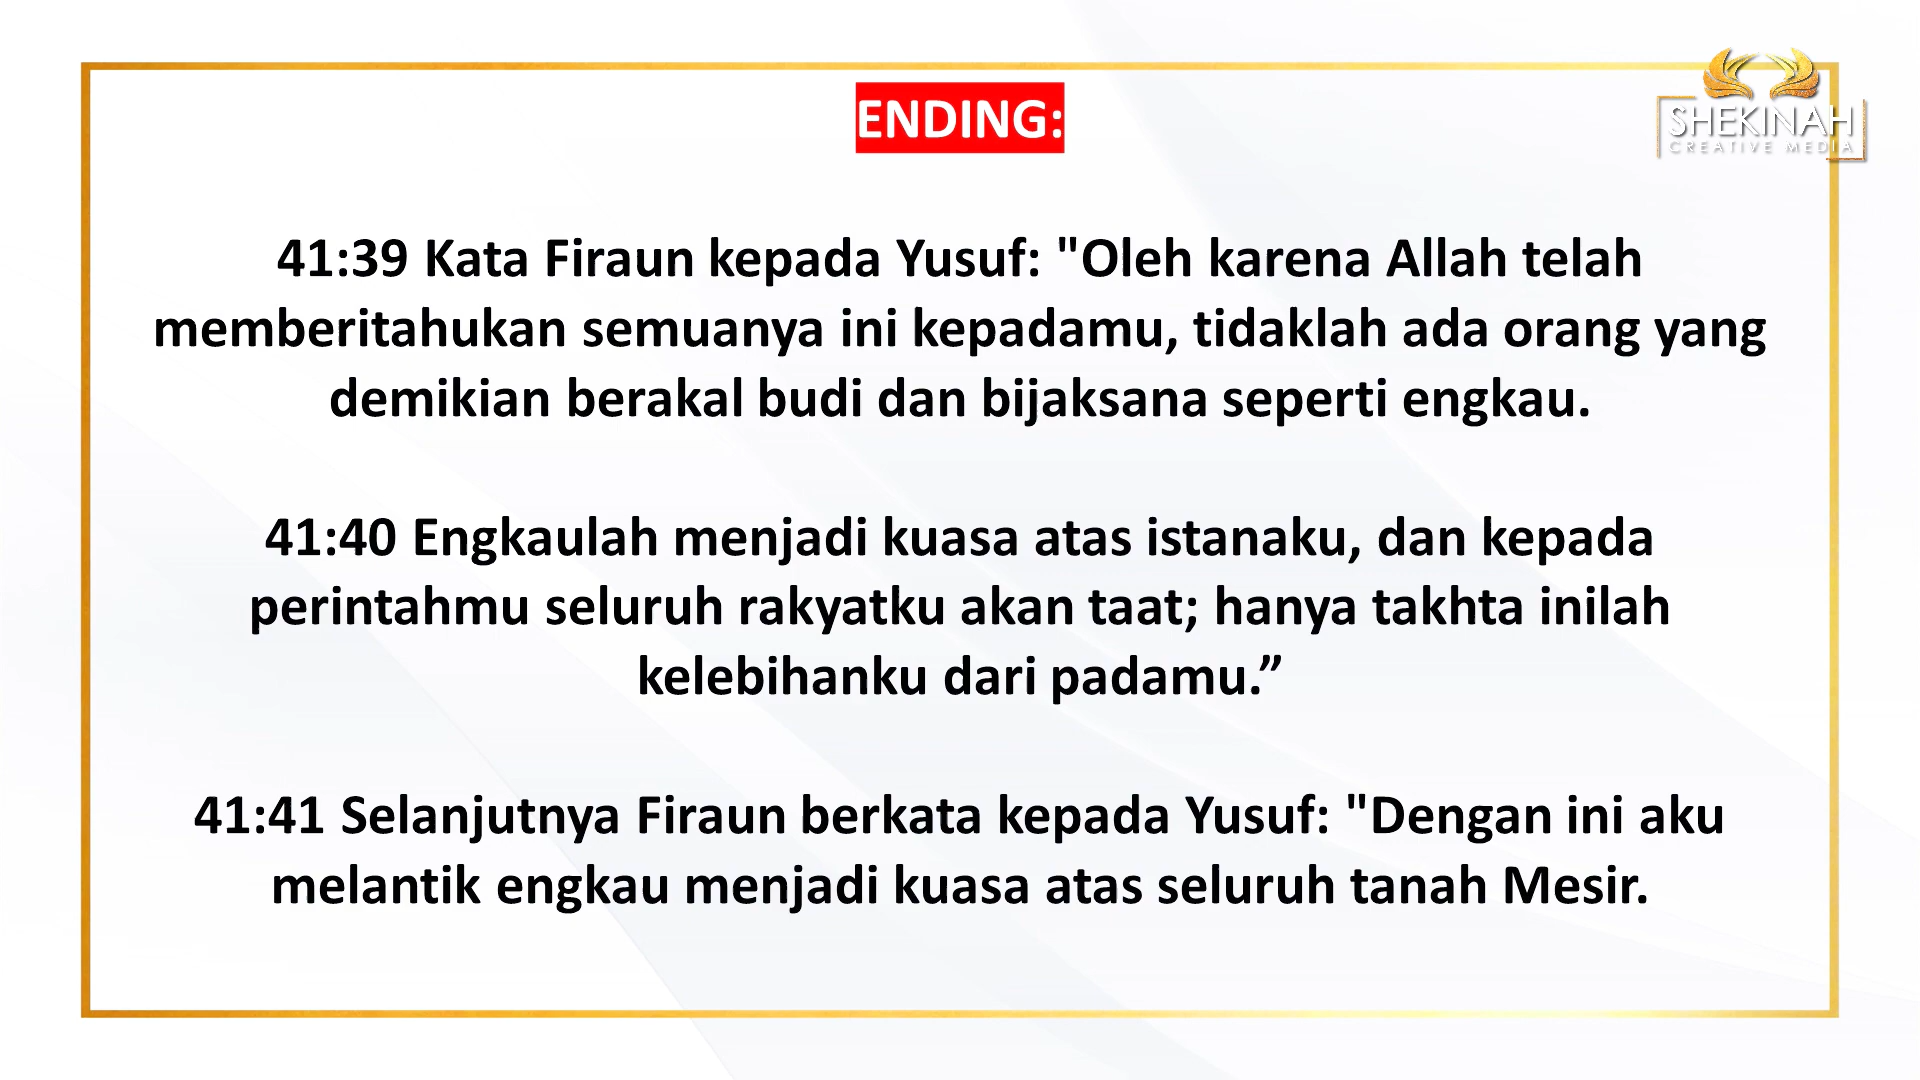 ENDING:
SHEKINAH
CREATIVE MEDIA
41:39 Kata Firaun kepada Yusuf: "Oleh karena Allah telah
memberitahukan semuanya ini kepadamu, tidaklah ada orang yang
demikian berakal budi dan bijaksana seperti engkau.
41:40 Engkaulah menjadi kuasa atas istanaku, dan kepada
perintahmu seluruh rakyatku akan taat; hanya takhta inilah
kelebihanku dari padamu.”
41:41 Selanjutnya Firaun berkata kepada Yusuf: "Dengan ini aku
melantik engkau menjadi kuasa atas seluruh tanah Mesir.